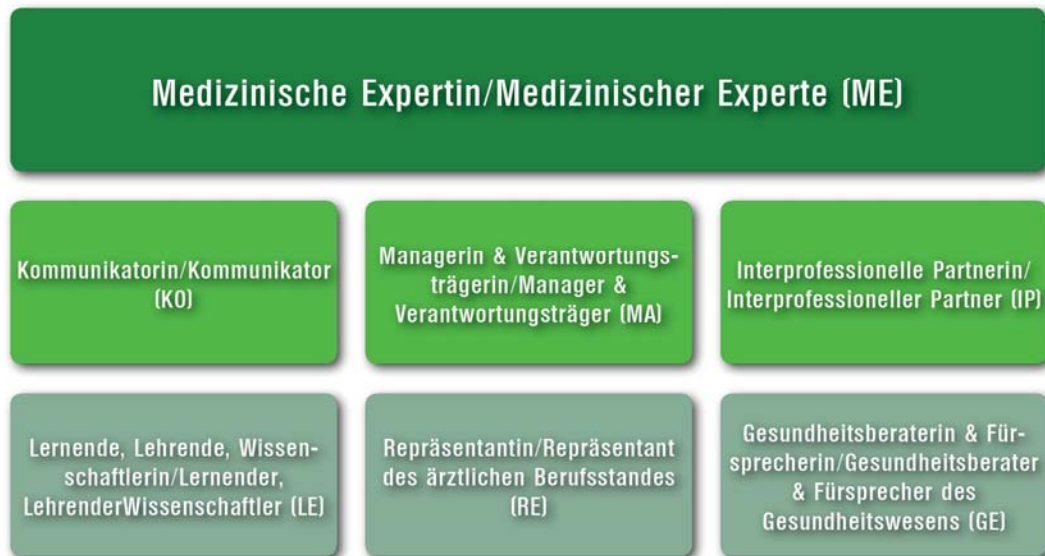 Medizinische Expertin/Medizinischer Experte (ME)
Kommunikatorin/Kommunikator
(KO)
Managerin & Verantwortungs-
trägerin/Manager &
Verantwortungsträger (MA)
Interprofessionelle Partnerin/
Interprofessioneller Partner (IP)
Lernende, Lehrende, Wissen-
schaftlerin/Lernender,
LehrenderWissenschaftler (LE)
Repräsentantin/Repräsentant
des ärztlichen Berufsstandes
(RE)
Gesundheitsberaterin & Für-
sprecherin/Gesundheitsberater
& Fürsprecher des
Gesundheitswesens (GE)